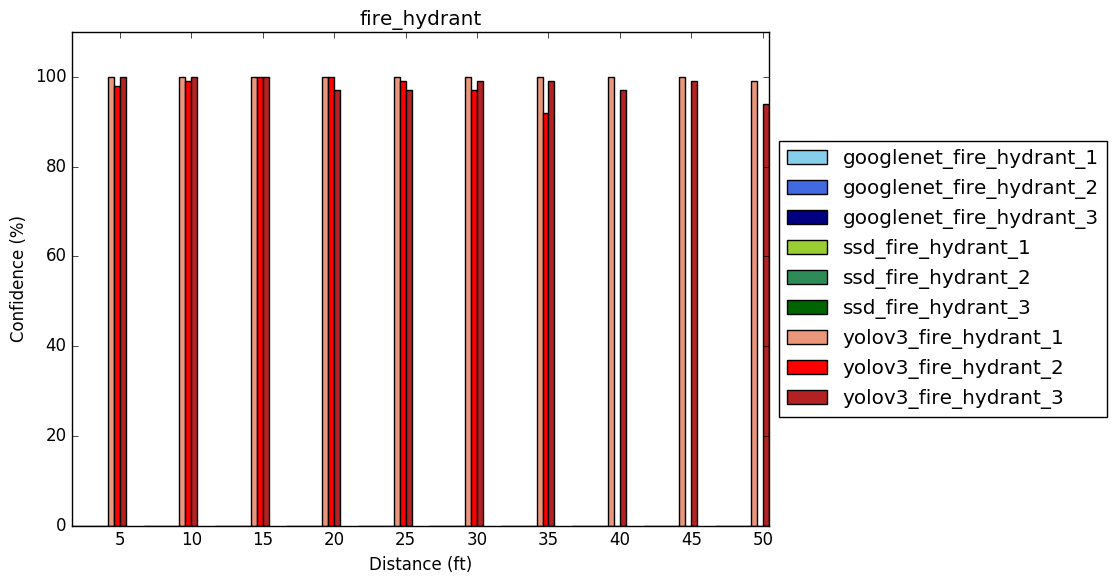 fire_hydrant
100
80
60
40
20
0
Confidence (%)
5 10 15 20 25 30 35 40 45 50
Distance (ft)
googlenet_fire_hydrant_1
googlenet_fire_hydrant_2
googlenet_fire_hydrant_3
ssd_fire_hydrant_1
ssd_fire_hydrant_2
ssd_fire_hydrant_3
yolov3_fire_hydrant_1
yolov3_fire_hydrant_2
yolov3_fire_hydrant_3